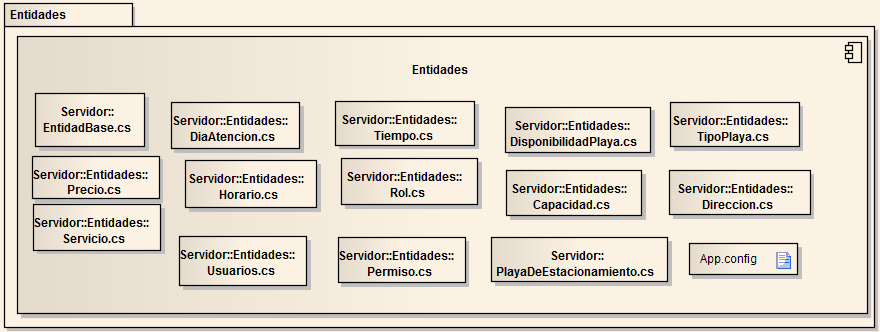 Entidades
Entidades
Servidor::
EntidadBase.cs
Servidor::Entidades::
DiaAtencion.cs
Servidor::Entidades::
Tiempo.cs
Servidor::Entidades::
DisponibilidadPlaya.cs
Servidor::Entidades::
TipoPlaya.cs
Servidor::Entidades::
Precio.cs
Servidor::Entidades::
Horario.cs
Servidor::Entidades::
Rol.cs
Servidor::Entidades::
Capacidad.cs
Servidor::Entidades::
Direccion.cs
Servidor::Entidades::
Servicio.cs
Servidor::Entidades::
Usuarios.cs
Servidor::Entidades::
Permiso.cs
Servidor::
PlayaDeEstacionamiento.cs
App.config